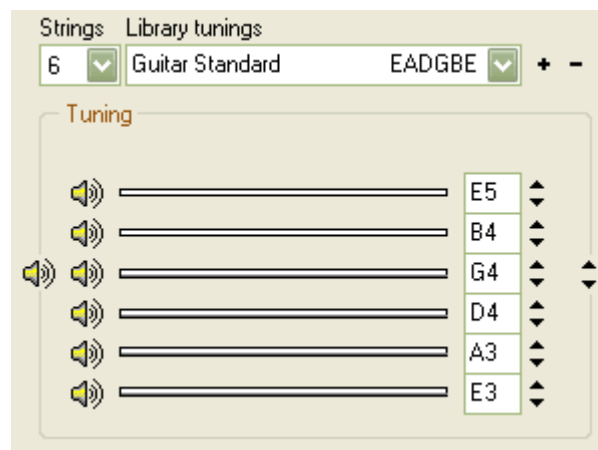 Strings Library tunings
6 Guitar Standard EADGBE + -
Tuning
E5
B4
G4
D4
A3
E3